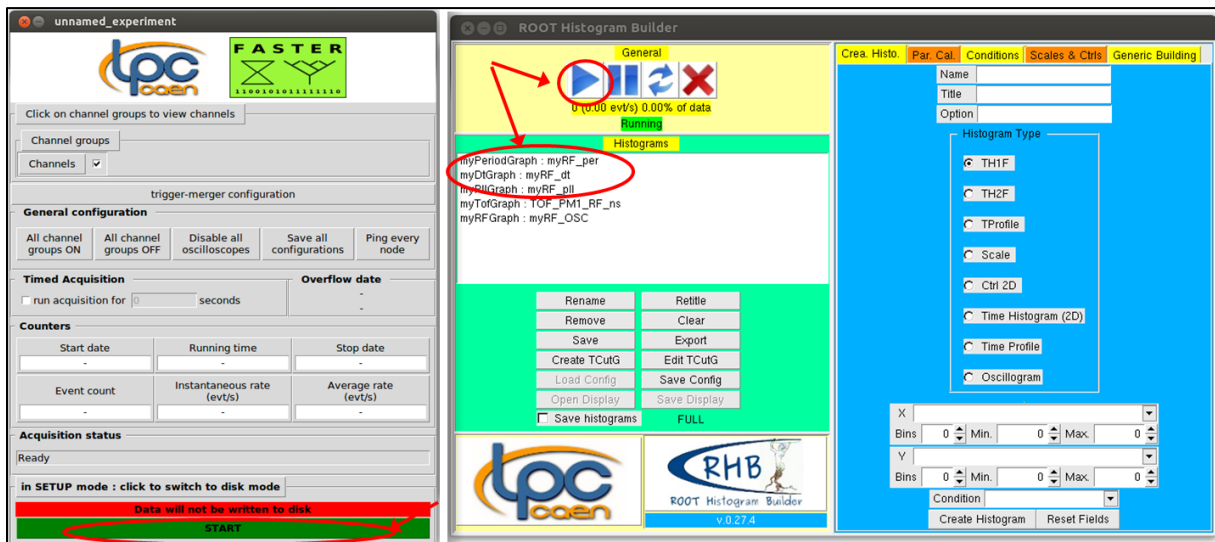 unnamed_experiment
lpc
caen
FASTER
1100101011111110
Click on channel groups to view channels
Channel groups
Channels
trigger-merger configuration
General configuration
All channel groups ON
All channel groups OFF
Disable all oscilloscopes
Save all configurations
Ping every node
Timed Acquisition
run acquisition for 0 seconds
Overflow date
-
-
Counters
Start date
Running time
Stop date
-
-
-
Event count
Instantaneous rate (evt/s)
Average rate (evt/s)
-
-
-
Acquisition status
Ready
in SETUP mode : click to switch to disk mode
Data will not be written to disk
START
ROOT Histogram Builder
General
0 (0.00 evt/s) 0.00% of data
Running
Histograms
myPeriodGraph : myRF_per
myDtGraph : myRF_dt
myPllGraph : myRF_pll
myTofGraph : TOF_PM1_RF_ns
myRFGraph : myRF_OSC
Rename
Retitle
Remove
Clear
Save
Export
Create TCutG
Edit TCutG
Load Config
Save Config
Open Display
Save Display
Save histograms
FULL
lpc
caen
RHB
ROOT Histogram Builder
v.0.27.4
Crea. Histo.
Par. Cal.
Conditions
Scales & Ctrls
Generic Building
Name
Title
Option
Histogram Type
TH1F
TH2F
TProfile
Scale
Ctrl 2D
Time Histogram (2D)
Time Profile
Oscillogram
X
Bins 0 Min. 0 Max. 0
Y
Bins 0 Min. 0 Max. 0
Condition
Create Histogram
Reset Fields